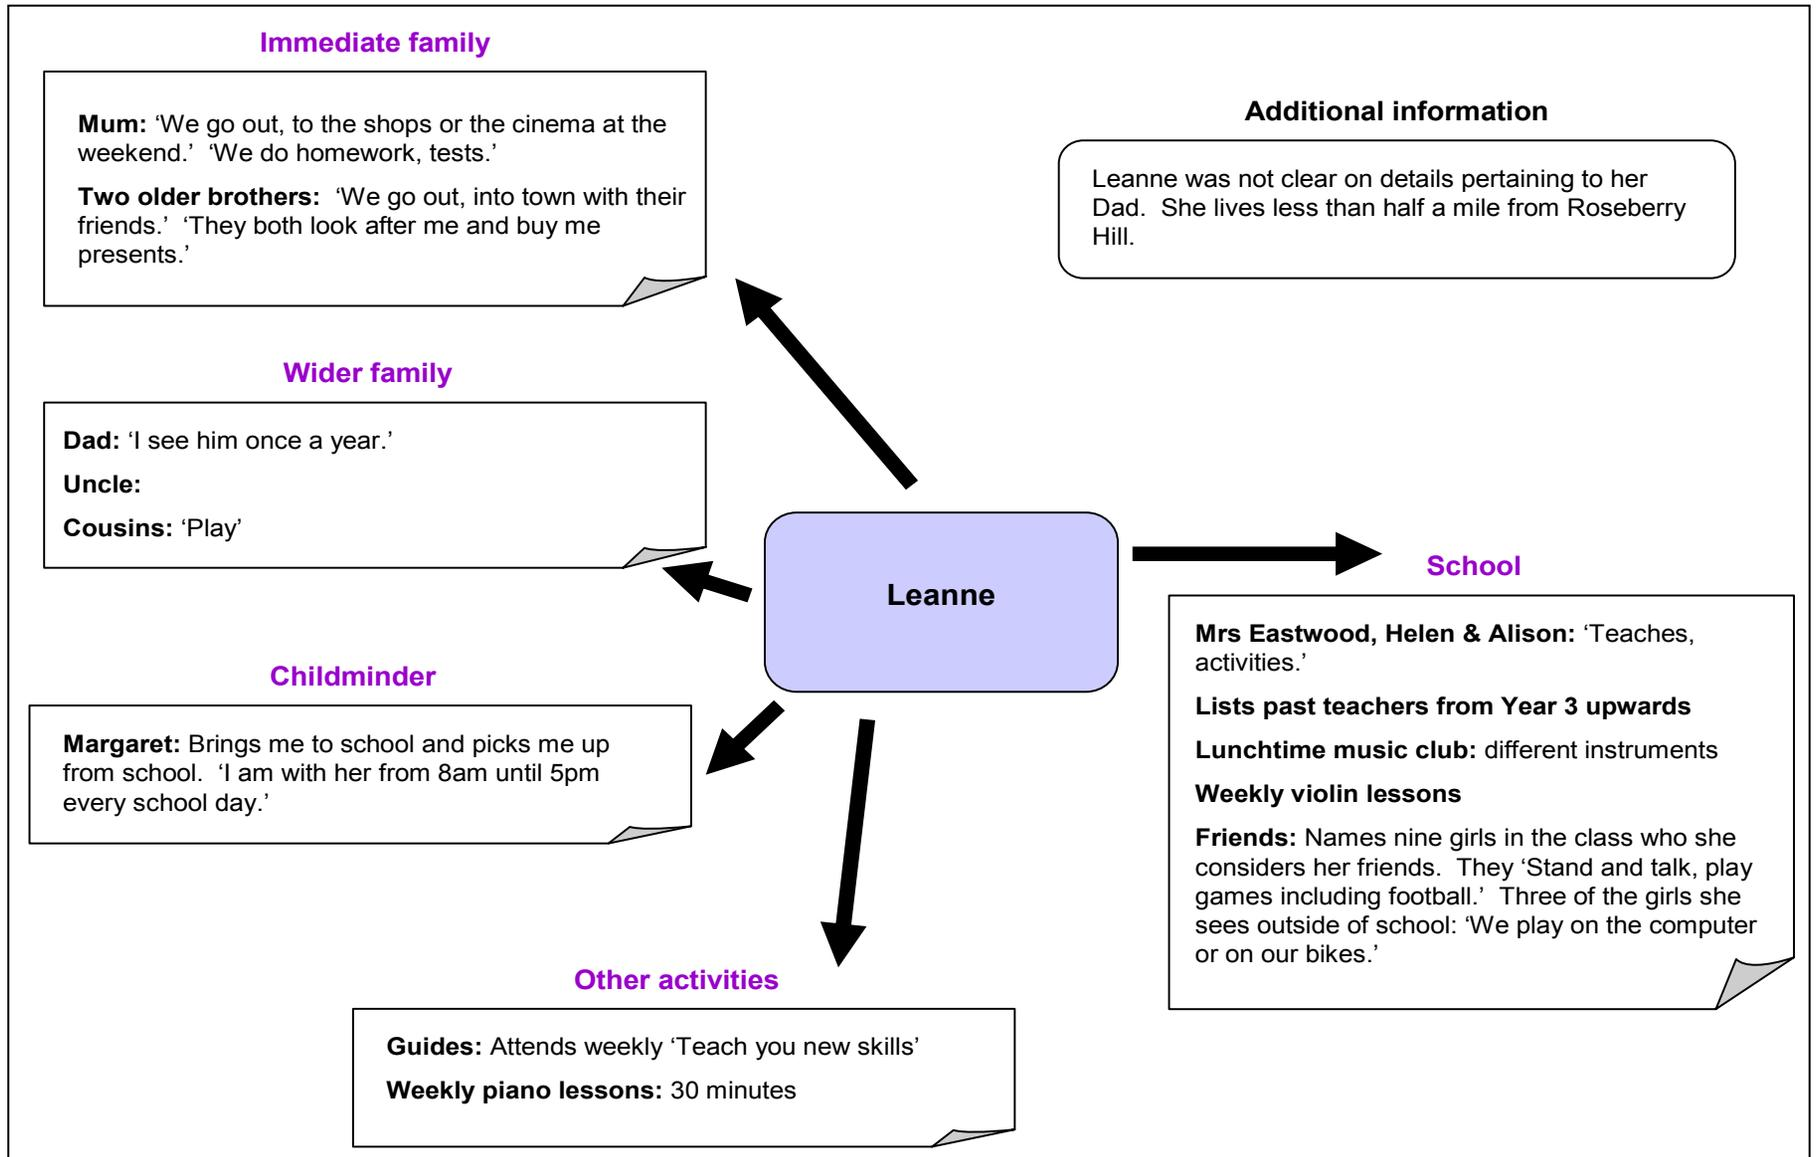 Immediate family
Mum: ‘We go out, to the shops or the cinema at the
weekend.’  ‘We do homework, tests.’
Two older brothers:  ‘We go out, into town with their
friends.’  ‘They both look after me and buy me
presents.’
Additional information
Leanne was not clear on details pertaining to her
Dad.  She lives less than half a mile from Roseberry
Hill.
Wider family
Dad: ‘I see him once a year.’
Uncle:
Cousins: ‘Play’
Leanne
School
Mrs Eastwood, Helen & Alison: ‘Teaches,
activities.’
Lists past teachers from Year 3 upwards
Lunchtime music club: different instruments
Weekly violin lessons
Friends: Names nine girls in the class who she
considers her friends.  They ‘Stand and talk, play
games including football.’  Three of the girls she
sees outside of school: ‘We play on the computer
or on our bikes.’
Childminder
Margaret: Brings me to school and picks me up
from school.  ‘I am with her from 8am until 5pm
every school day.’
Other activities
Guides: Attends weekly ‘Teach you new skills’
Weekly piano lessons: 30 minutes